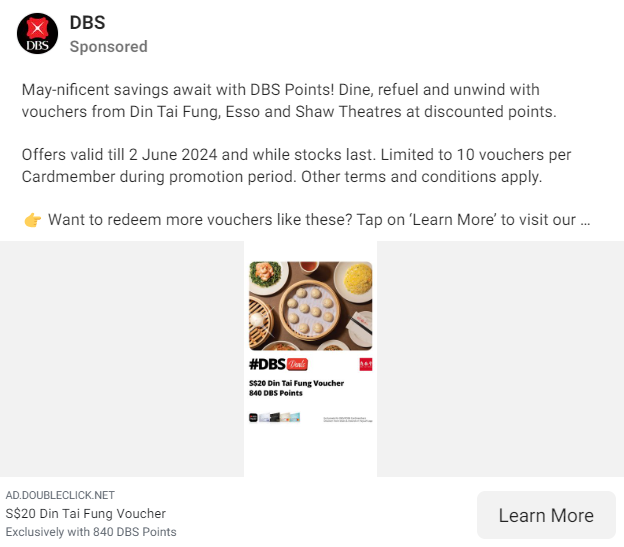 DBS
Sponsored
DBS
May-nificent savings await with DBS Points! Dine, refuel and unwind with
vouchers from Din Tai Fung, Esso and Shaw Theatres at discounted points.
Offers valid till 2 June 2024 and while stocks last. Limited to 10 vouchers per
Cardmember during promotion period. Other terms and conditions apply.
👉 Want to redeem more vouchers like these? Tap on ‘Learn More’ to visit our ...
#DBS Deals
S$20 Din Tai Fung Voucher
840 DBS Points
AD.DOUBLECLICK.NET
S$20 Din Tai Fung Voucher
Exclusively with 840 DBS Points
Learn More